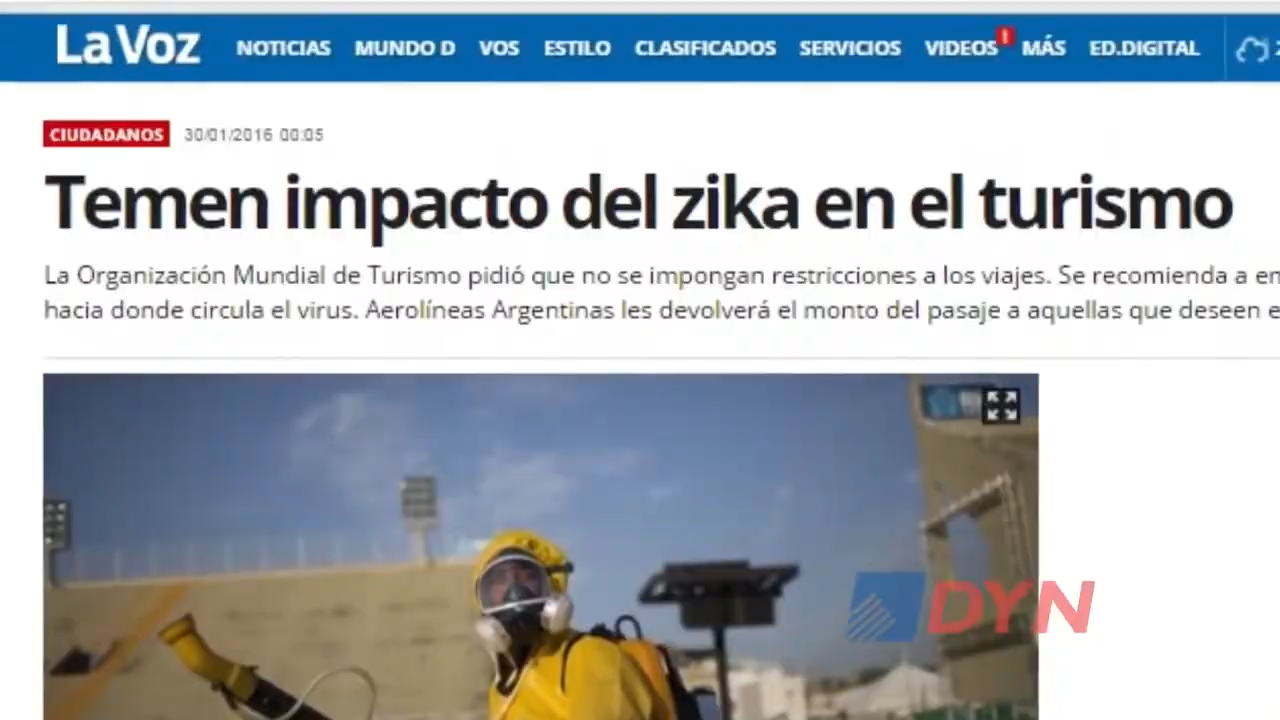 La Voz NOTICIAS MUNDO D VOS ESTILO CLASIFICADOS SERVICIOS VIDEOS MÁS ED.DIGITAL
CIUDADANOS 30/01/2016 00:05
Temen impacto del zika en el turismo
La Organización Mundial de Turismo pidió que no se impongan restricciones a los viajes. Se recomienda a
hacia donde circula el virus. Aerolíneas Argentinas les devolverá el monto del pasaje a aquellas que deseen
DYN